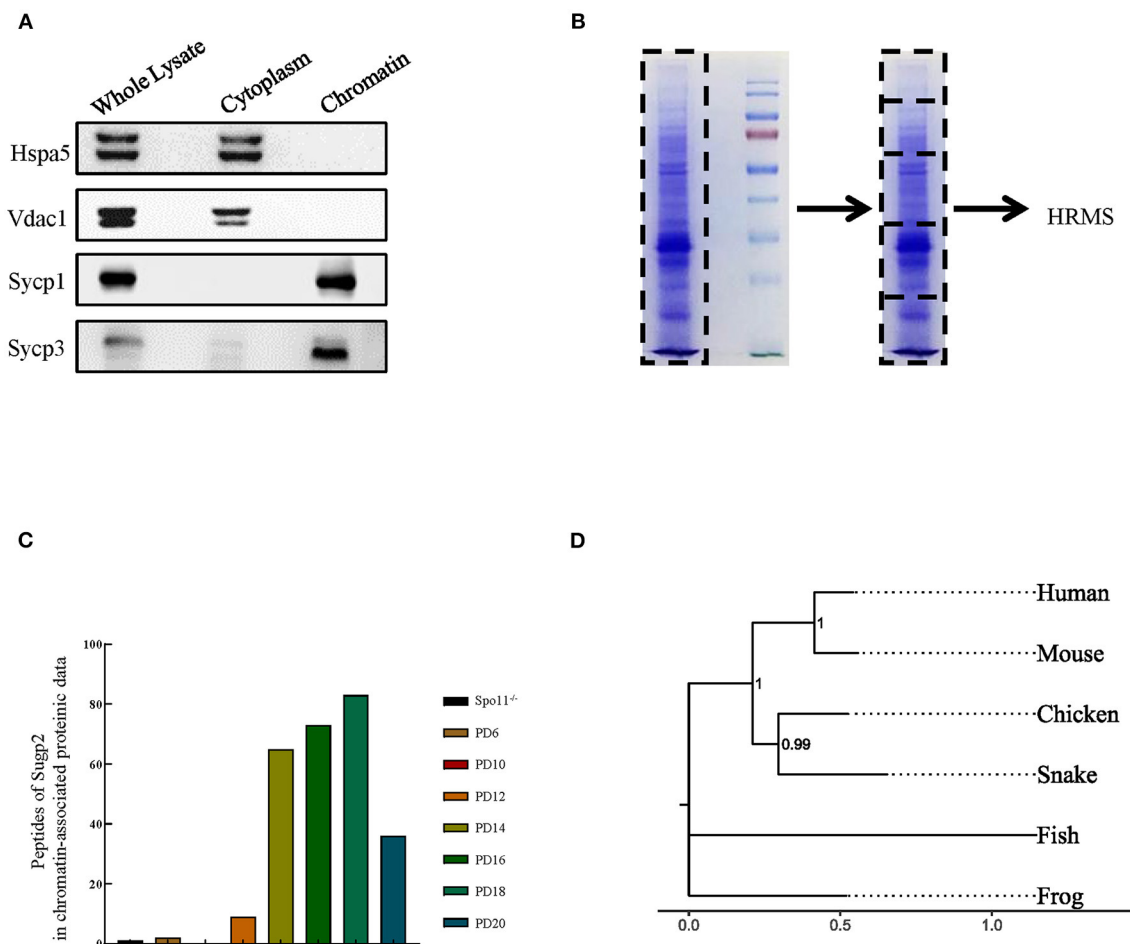 A
Whole Lysate
Cytoplasm
Chromatin
Hspa5
Vdac1
Sycp1
Sycp3
B
HRMS
C
Peptides of Sugp2
in chromatin-associated proteinic data
100
80
60
40
20
0
Spo11-/-
PD6
PD10
PD12
PD14
PD16
PD18
PD20
D
Human
1
Mouse
1
Chicken
0.99
Snake
Fish
Frog
0.0 0.5 1.0